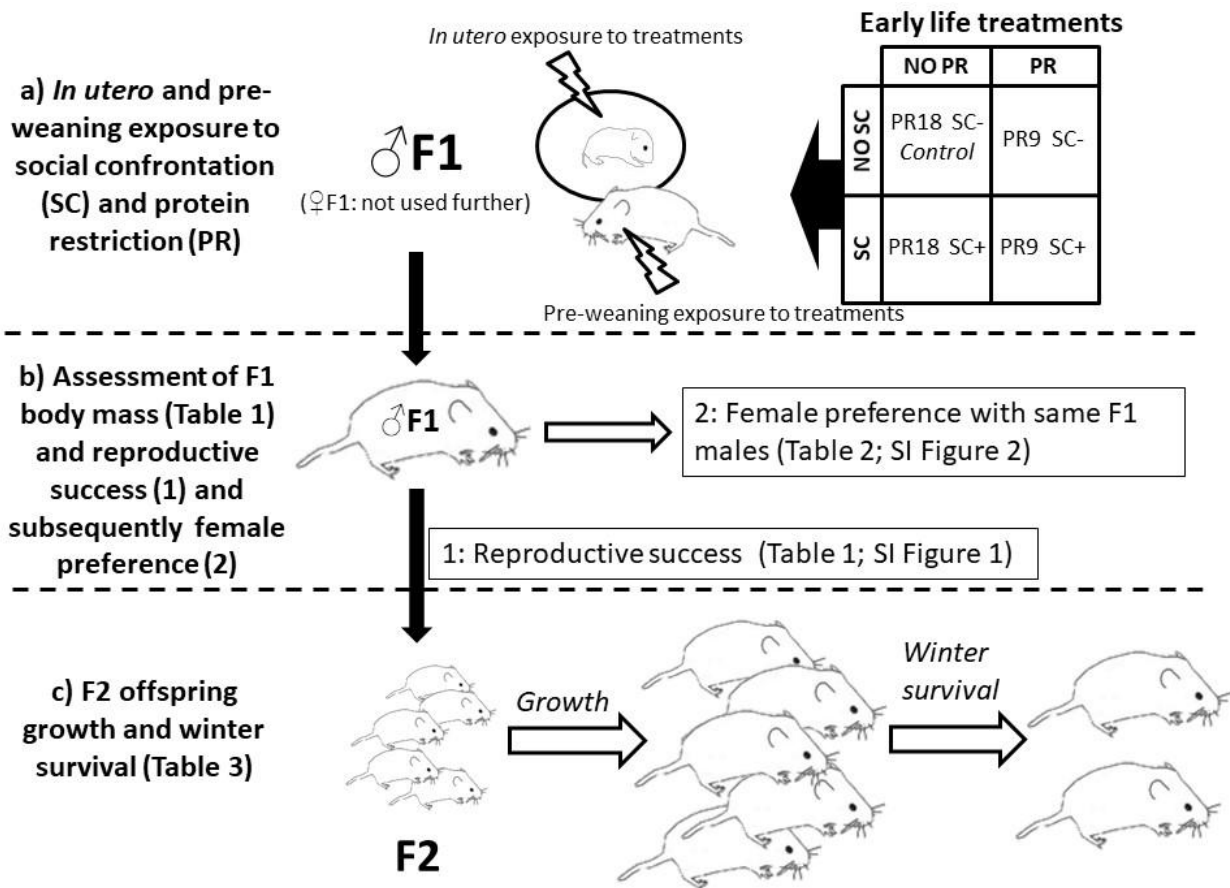 a) In utero and pre-
weaning exposure to
social confrontation
(SC) and protein
restriction (PR)
♂F1
(♀F1: not used further)
In utero exposure to treatments
Pre-weaning exposure to treatments
Early life treatments
NO PR
PR
NO SC
PR18 SC-
Control
PR9 SC-
SC
PR18 SC+
PR9 SC+
b) Assessment of F1
body mass (Table 1)
and reproductive
success (1) and
subsequently female
preference (2)
♂F1
2: Female preference with same F1
males (Table 2; SI Figure 2)
1: Reproductive success (Table 1; SI Figure 1)
c) F2 offspring
growth and winter
survival (Table 3)
F2
Growth
Winter
survival